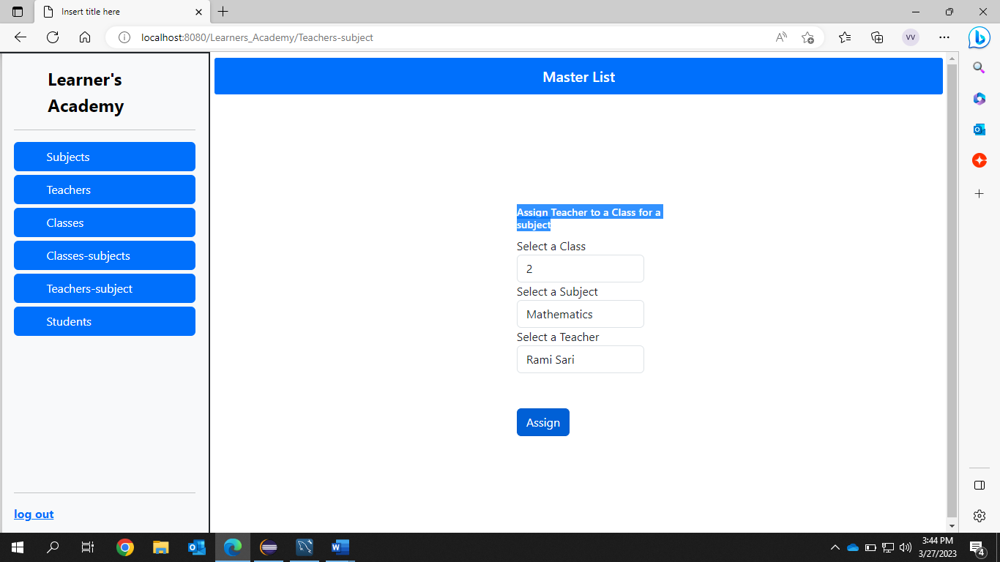 Insert title here
localhost:8080/Learners_Academy/Teachers-subject
VV
Learner's
Academy
Subjects
Teachers
Classes
Classes-subjects
Teachers-subject
Students
log out
Master List
Assign Teacher to a Class for a
subject
Select a Class
2
Select a Subject
Mathematics
Select a Teacher
Rami Sari
Assign
3:44 PM
3/27/2023
4